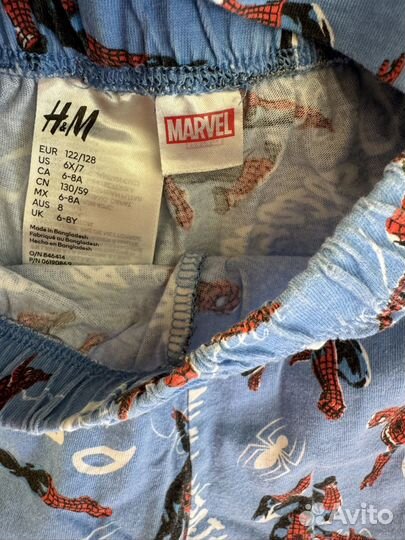 H&M
EUR 122/128
US 6X/7
CA 6-8A
CN 130/59
MX 6-8A
AUS 8
UK 6-8Y
Made in Bangladesh
Fabriqué au Bangladesh
Hecho en Bangladesh
O/N 846414
P/N
MARVEL
Avito